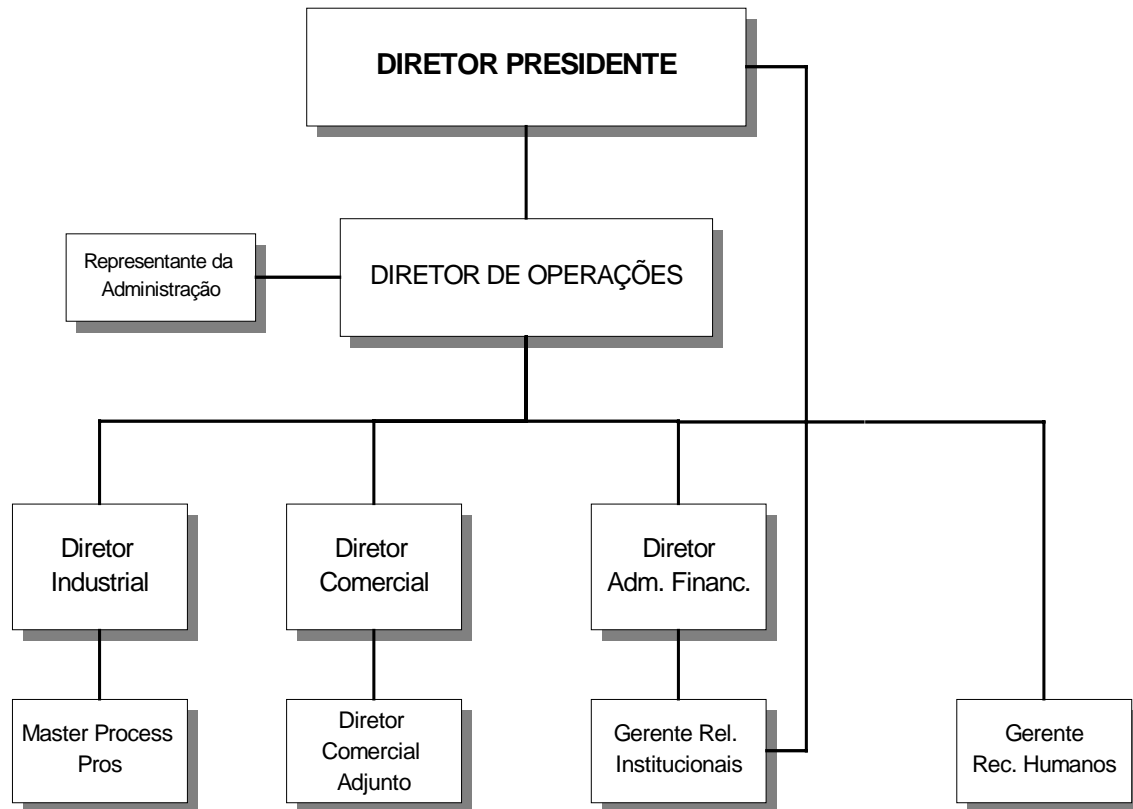 DIRETOR PRESIDENTE
Representante da
Administração
DIRETOR DE OPERAÇÕES
Diretor
Industrial
Diretor
Comercial
Diretor
Adm. Financ.
Master Process
Pros
Diretor
Comercial
Adjunto
Gerente Rel.
Institucionais
Gerente
Rec. Humanos